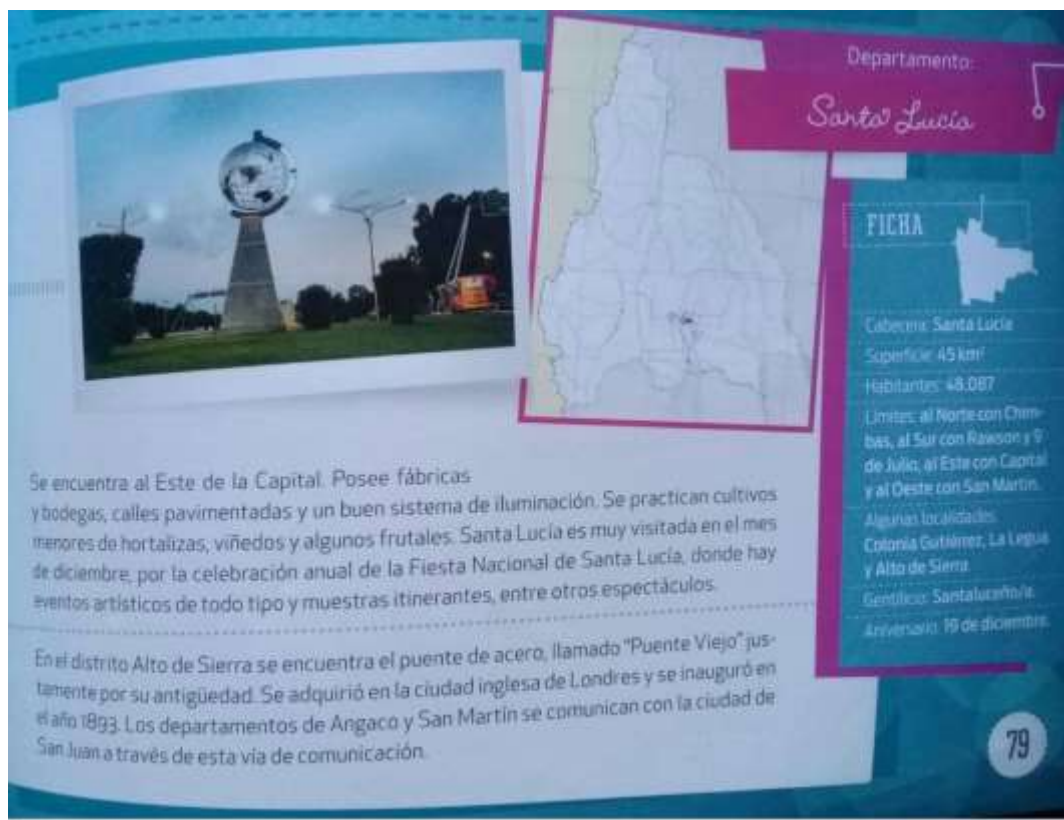 Departamento:
Santa Lucía
FICHA
Cabecera: Santa Lucía
Superficie: 45 km²
Habitantes: 48.087
Límites: al Norte con Chim-
bas, al Sur con Rawson y 9
de Julio, al Este con Capital
y al Oeste con San Martín.
Algunas localidades:
Colonia Gutiérrez, La Legua
y Alto de Sierra.
Gentilicio: Santaluceño/a.
Aniversario: 19 de diciembre.
Se encuentra al Este de la Capital. Posee fábricas
y bodegas, calles pavimentadas y un buen sistema de iluminación. Se practican cultivos
menores de hortalizas, viñedos y algunos frutales. Santa Lucía es muy visitada en el mes
de diciembre, por la celebración anual de la Fiesta Nacional de Santa Lucía, donde hay
eventos artísticos de todo tipo y muestras itinerantes, entre otros espectáculos.
En el distrito Alto de Sierra se encuentra el puente de acero, llamado "Puente Viejo" jus-
tamente por su antigüedad. Se adquirió en la ciudad inglesa de Londres y se inauguró en
el año 1893. Los departamentos de Angaco y San Martín se comunican con la ciudad de
San Juan a través de esta vía de comunicación.
79